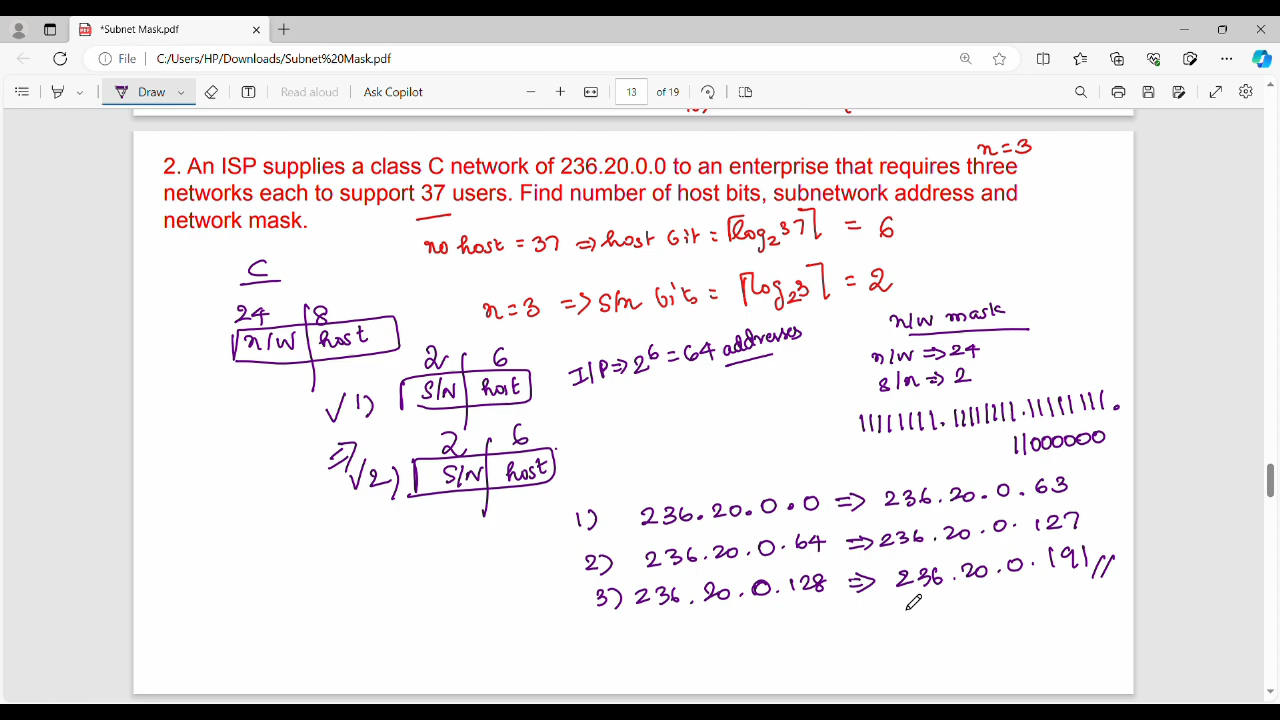 *Subnet Mask.pdf
File C:/Users/HP/Downloads/Subnet%20Mask.pdf
Draw Read aloud Ask Copilot 13 of 19
n=3
2. An ISP supplies a class C network of 236.20.0.0 to an enterprise that requires three
networks each to support 37 users. Find number of host bits, subnetwork address and
network mask.
no host = 37 => host bit = ⌈log₂37⌉ = 6
C
n=3 => S/n bits = ⌈log₂3⌉ = 2
24 8
n/w host
n/w mask
n/w => 24
s/n => 2
I/P => 2⁶ = 64 addresses
2 6
1) S/N host
11111111.11111111.11111111.
11000000
2 6
=> 2) S/N host
1) 236.20.0.0 => 236.20.0.63
2) 236.20.0.64 => 236.20.0.127
3) 236.20.0.128 => 236.20.0.191//